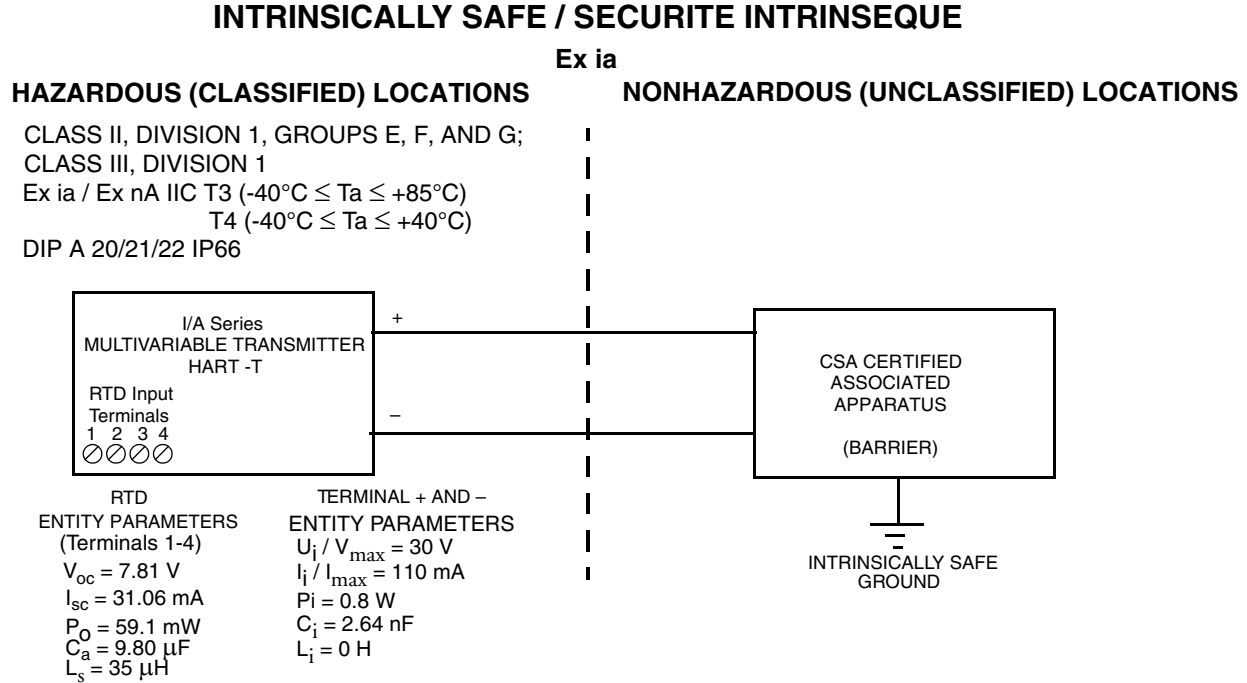 INTRINSICALLY SAFE / SECURITE INTRINSEQUE
Ex ia
HAZARDOUS (CLASSIFIED) LOCATIONS
NONHAZARDOUS (UNCLASSIFIED) LOCATIONS
CLASS II, DIVISION 1, GROUPS E, F, AND G;
CLASS III, DIVISION 1
Ex ia / Ex nA IIC T3 (-40°C ≤ Ta ≤ +85°C)
T4 (-40°C ≤ Ta ≤ +40°C)
DIP A 20/21/22 IP66
I/A Series
MULTIVARIABLE TRANSMITTER
HART -T
RTD Input
Terminals
1 2 3 4
+
–
CSA CERTIFIED
ASSOCIATED
APPARATUS
(BARRIER)
INTRINSICALLY SAFE
GROUND
RTD
ENTITY PARAMETERS
(Terminals 1-4)
Voc = 7.81 V
Isc = 31.06 mA
PO = 59.1 mW
Ca = 9.80 µF
Ls = 35 µH
TERMINAL + AND –
ENTITY PARAMETERS
Ui / Vmax = 30 V
Ii / Imax = 110 mA
Pi = 0.8 W
Ci = 2.64 nF
Li = 0 H